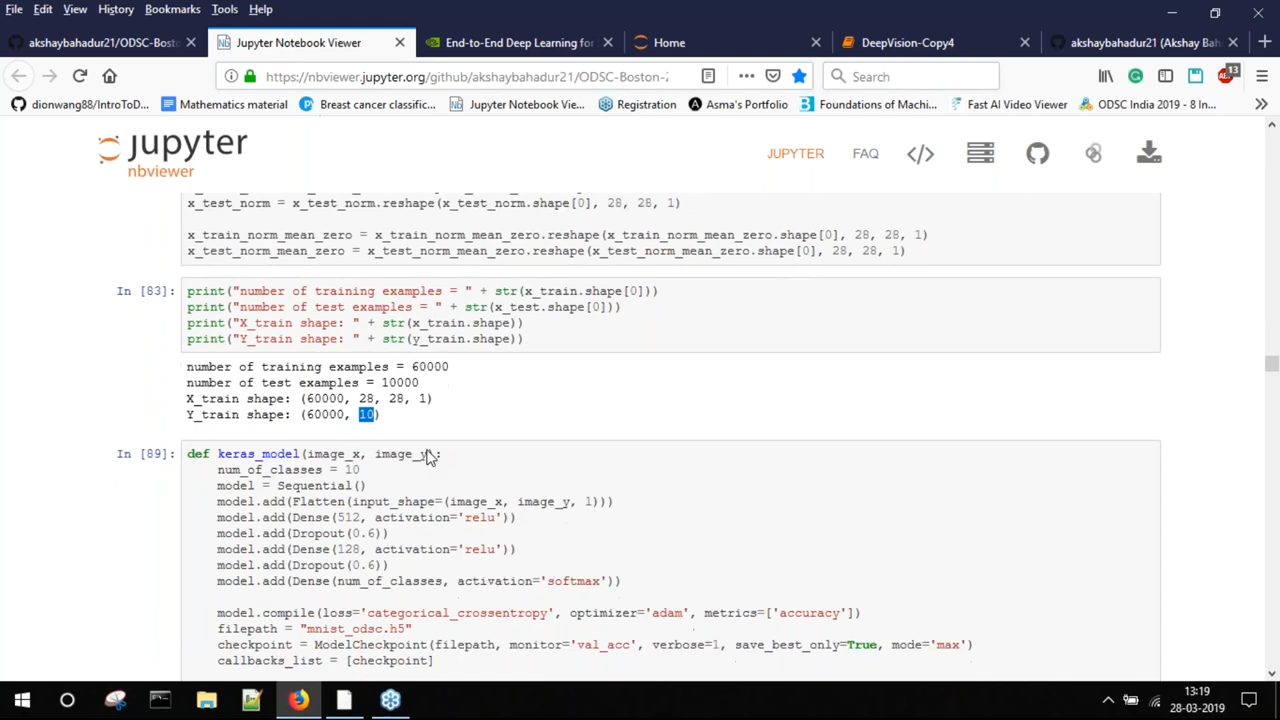 File Edit View History Bookmarks Tools Help
akshaybahadur21/ODSC-Bosto
Jupyter Notebook Viewer
End-to-End Deep Learning for
Home
DeepVision-Copy4
akshaybahadur21 (Akshay Bah
https://nbviewer.jupyter.org/github/akshaybahadur21/ODSC-Boston-2
Search
13
dionwang88/IntroToD... Mathematics material Breast cancer classific... Jupyter Notebook Vie... Registration Asma's Portfolio Foundations of Machi... Fast AI Video Viewer ODSC India 2019 - 8 In...
jupyter
nbviewer
JUPYTER FAQ
x_test_norm = x_test_norm.reshape(x_test_norm.shape[0], 28, 28, 1)
x_train_norm_mean_zero = x_train_norm_mean_zero.reshape(x_train_norm_mean_zero.shape[0], 28, 28, 1)
x_test_norm_mean_zero = x_test_norm_mean_zero.reshape(x_test_norm_mean_zero.shape[0], 28, 28, 1)
In [83]: print("number of training examples = " + str(x_train.shape[0]))
print("number of test examples = " + str(x_test.shape[0]))
print("X_train shape: " + str(x_train.shape))
print("Y_train shape: " + str(y_train.shape))
number of training examples = 60000
number of test examples = 10000
X_train shape: (60000, 28, 28, 1)
Y_train shape: (60000, 10)
In [89]: def keras_model(image_x, image_y):
num_of_classes = 10
model = Sequential()
model.add(Flatten(input_shape=(image_x, image_y, 1)))
model.add(Dense(512, activation='relu'))
model.add(Dropout(0.6))
model.add(Dense(128, activation='relu'))
model.add(Dropout(0.6))
model.add(Dense(num_of_classes, activation='softmax'))
model.compile(loss='categorical_crossentropy', optimizer='adam', metrics=['accuracy'])
filepath = "mnist_odsc.h5"
checkpoint = ModelCheckpoint(filepath, monitor='val_acc', verbose=1, save_best_only=True, mode='max')
callbacks_list = [checkpoint]
13:19
28-03-2019